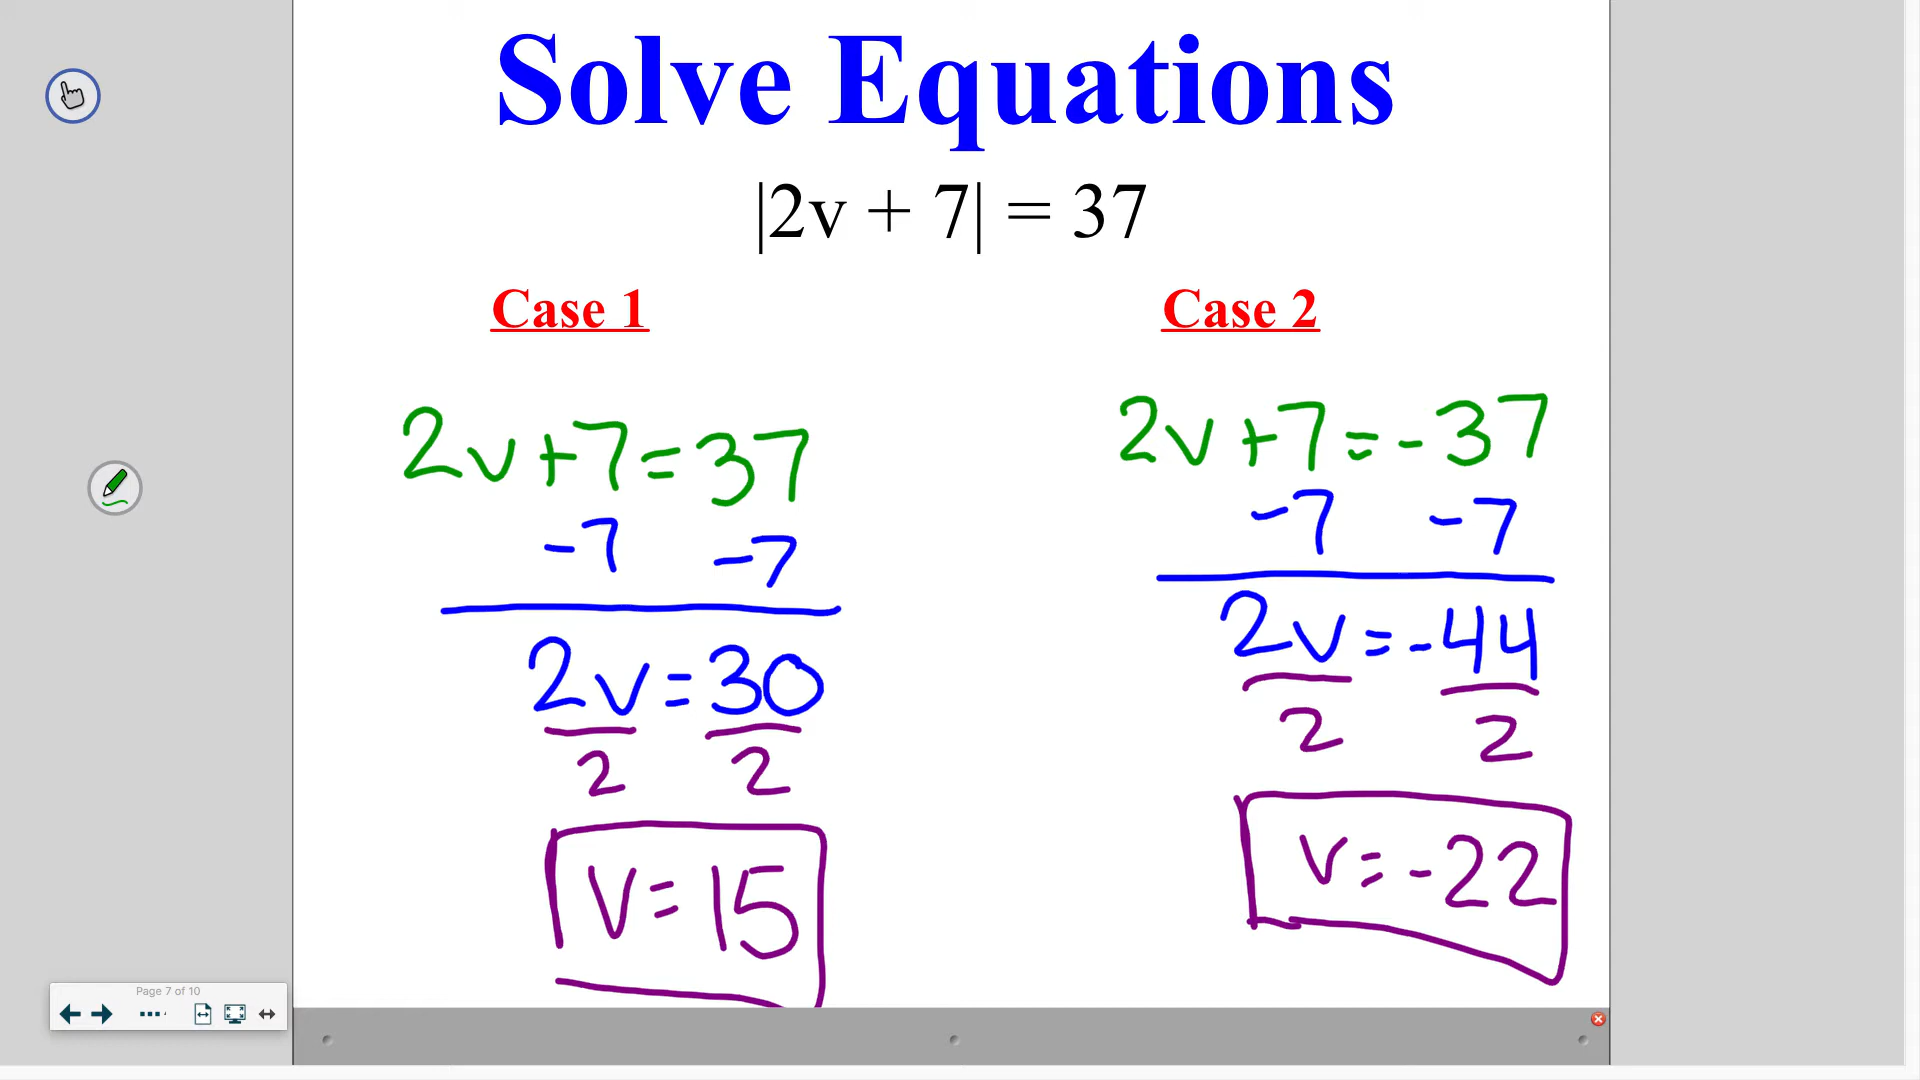 Solve Equations
|2v + 7| = 37
Case 1
2v+7=37
-7 -7
2v=30
2 2
v=15
Case 2
2v+7=-37
-7 -7
2v=-44
2 2
v=-22
Page 7 of 10